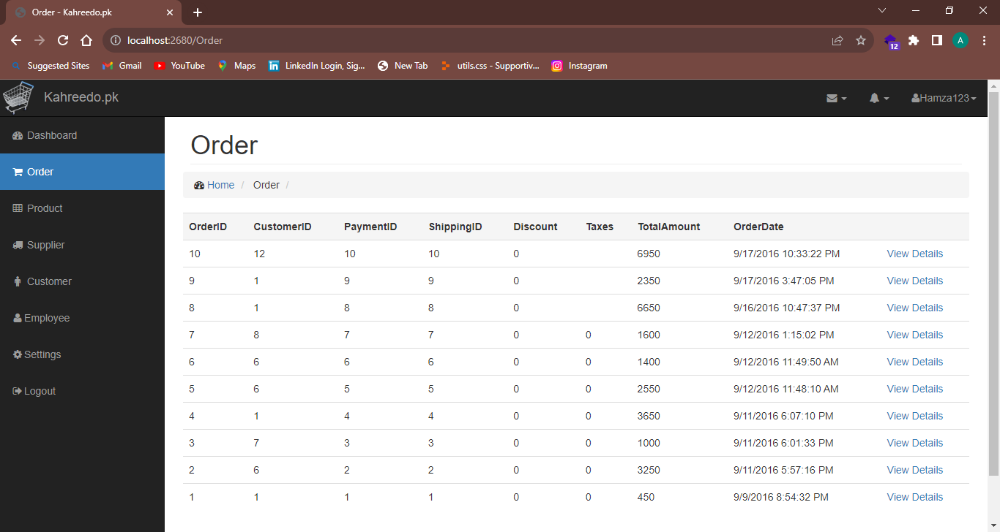 Order - Kahreedo.pk
localhost:2680/Order
12
A
Suggested Sites Gmail YouTube Maps LinkedIn Login, Sig... New Tab utils.css - Supportiv... Instagram
Kahreedo.pk
Hamza123
Dashboard
Order
Product
Supplier
Customer
Employee
Settings
Logout
Order
Home / Order /
OrderID CustomerID PaymentID ShippingID Discount Taxes TotalAmount OrderDate
10 12 10 10 0 6950 9/17/2016 10:33:22 PM View Details
9 1 9 9 0 2350 9/17/2016 3:47:05 PM View Details
8 1 8 8 0 6650 9/16/2016 10:47:37 PM View Details
7 8 7 7 0 0 1600 9/12/2016 1:15:02 PM View Details
6 6 6 6 0 0 1400 9/12/2016 11:49:50 AM View Details
5 6 5 5 0 0 2550 9/12/2016 11:48:10 AM View Details
4 1 4 4 0 0 3650 9/11/2016 6:07:10 PM View Details
3 7 3 3 0 0 1000 9/11/2016 6:01:33 PM View Details
2 6 2 2 0 0 3250 9/11/2016 5:57:16 PM View Details
1 1 1 1 0 0 450 9/9/2016 8:54:32 PM View Details